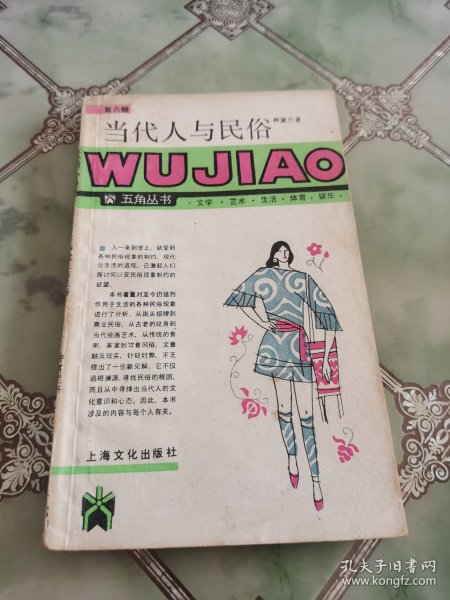 第六辑
当代人与民俗 仲富兰著
WUJIAO
五角丛书
·文学·艺术·生活·体育·娱乐·
人一来到世上，就受到
各种民俗现象的制约。现代
化生活的进程，已激起人们
探讨何以受民俗现象制约的
欲望。
本书着重对至今仍强烈
作用于生活的各种民俗现象
进行了分析，从街头招牌到
商业民俗，从古老的纹身到
当代绘画艺术，从传统的食
粥、家宴到饮食风俗，文章
触及现实，针砭时弊，不乏
提出了一些新见解。它不仅
追根溯源，寻找民俗的根因，
而且从中寻绎出当代人的文
化意识和心态，因此，本书
涉及的内容与每个人有关。
上海文化出版社
孔夫子旧书网
www.kongfz.com